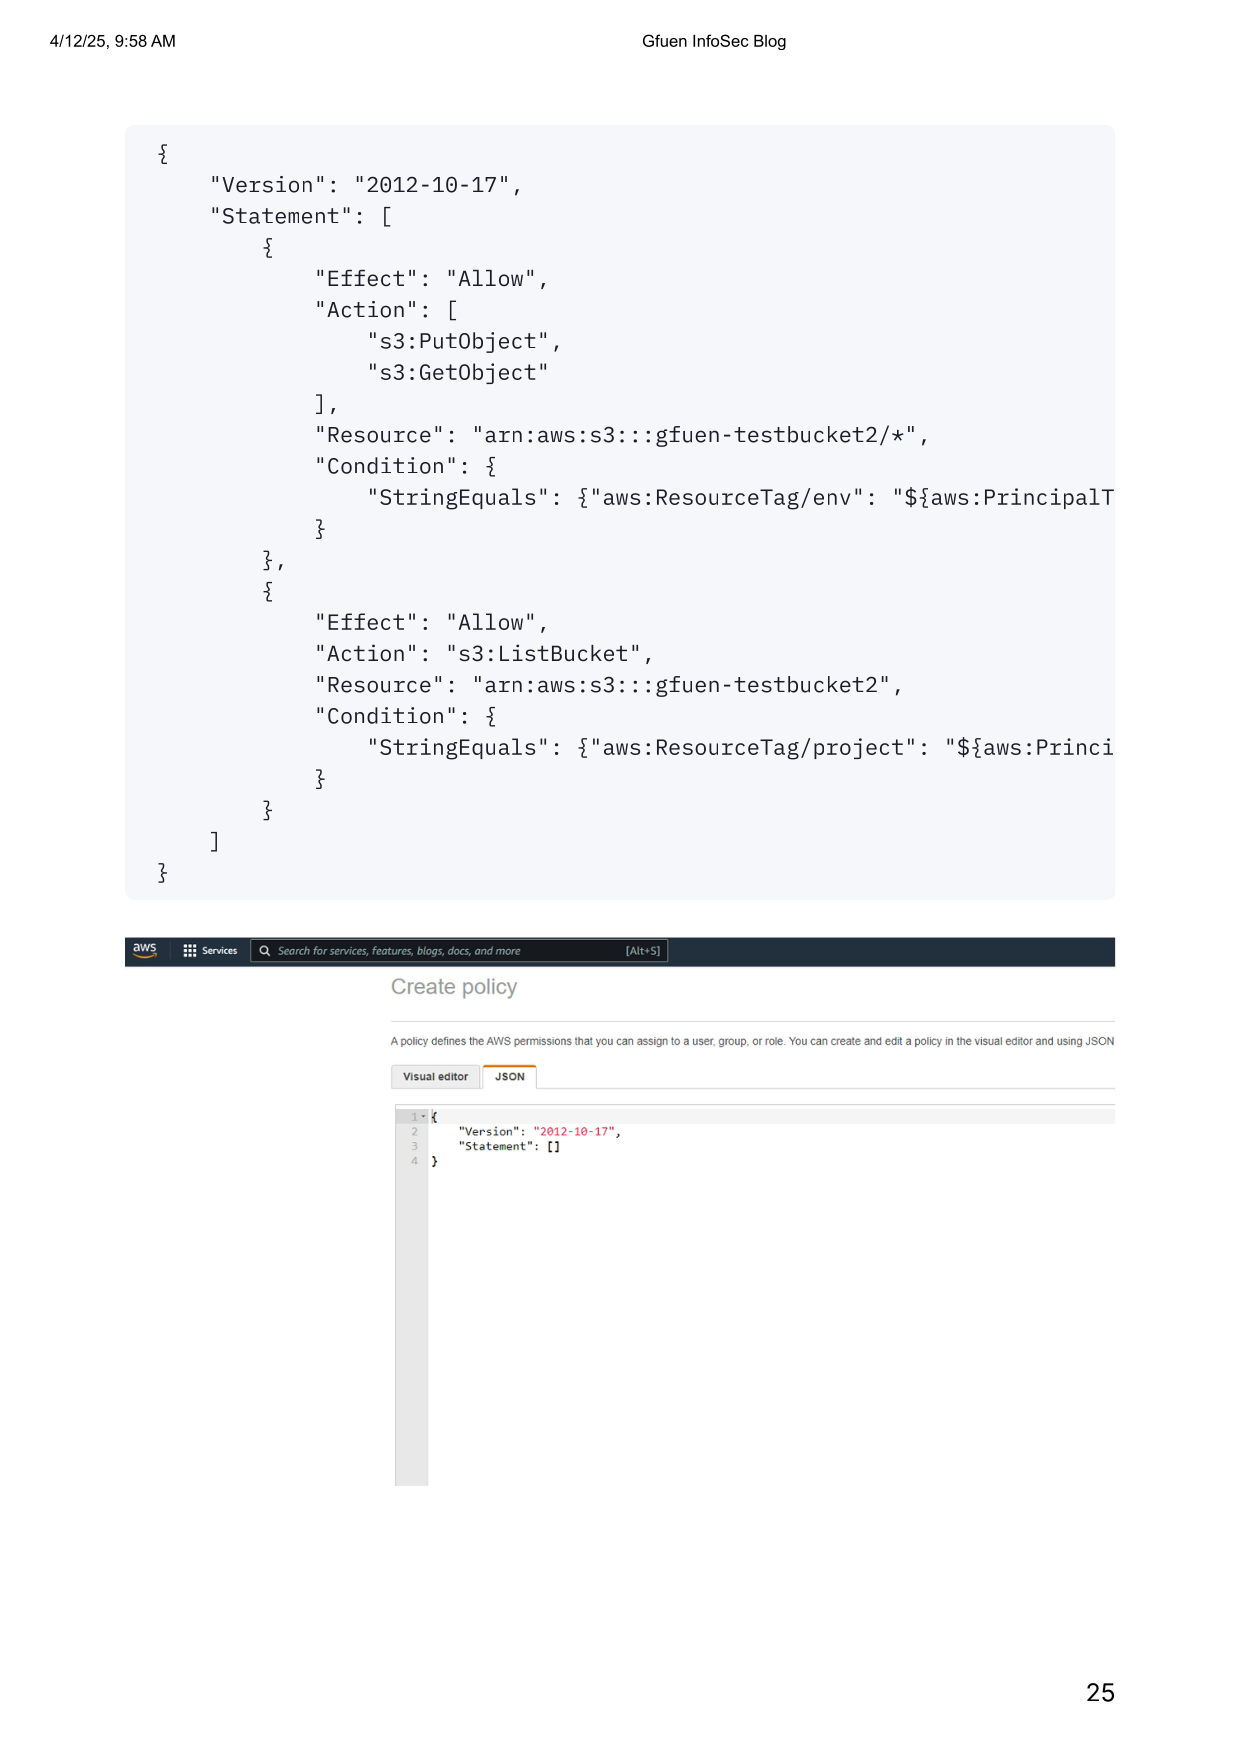 4/12/25, 9:58 AM Gfuen InfoSec Blog
{
    "Version": "2012-10-17",
    "Statement": [
        {
            "Effect": "Allow",
            "Action": [
                "s3:PutObject",
                "s3:GetObject"
            ],
            "Resource": "arn:aws:s3:::gfuen-testbucket2/*",
            "Condition": {
                "StringEquals": {"aws:ResourceTag/env": "${aws:PrincipalT
            }
        },
        {
            "Effect": "Allow",
            "Action": "s3:ListBucket",
            "Resource": "arn:aws:s3:::gfuen-testbucket2",
            "Condition": {
                "StringEquals": {"aws:ResourceTag/project": "${aws:Princi
            }
        }
    ]
}
aws Services Search for services, features, blogs, docs, and more [Alt+S]
Create policy
A policy defines the AWS permissions that you can assign to a user, group, or role. You can create and edit a policy in the visual editor and using JSON
Visual editor JSON
1 {
2     "Version": "2012-10-17",
3     "Statement": []
4 }
25